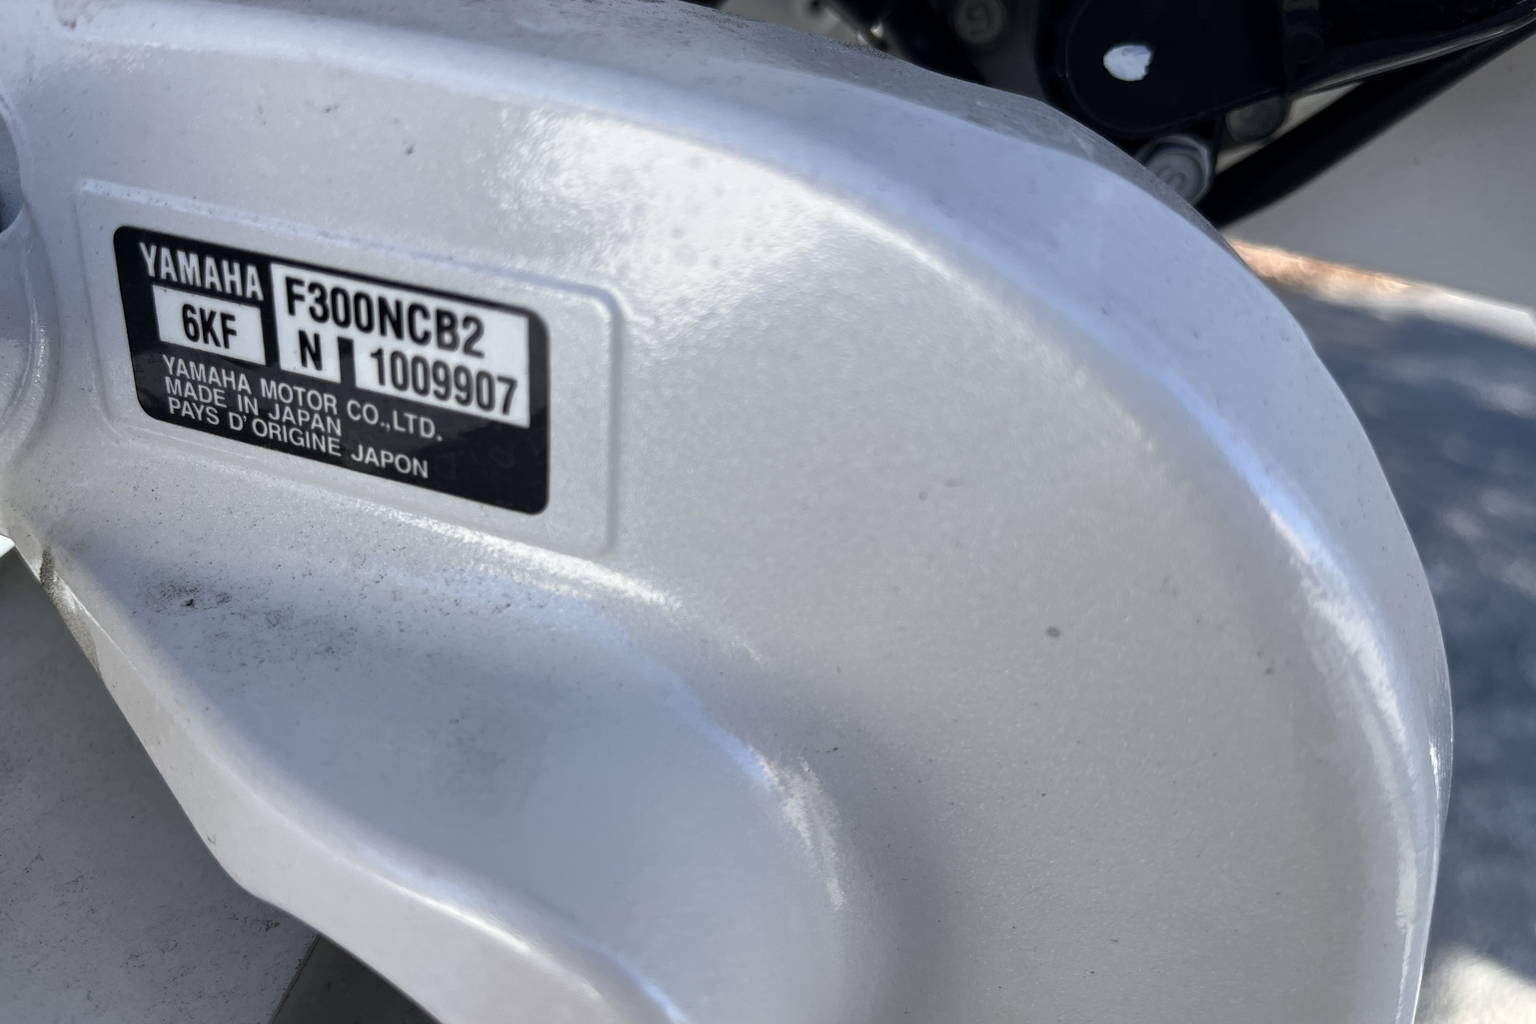 YAMAHA F300NCB2
6KF N 1009907
YAMAHA MOTOR CO.,LTD.
MADE IN JAPAN
PAYS D'ORIGINE JAPON